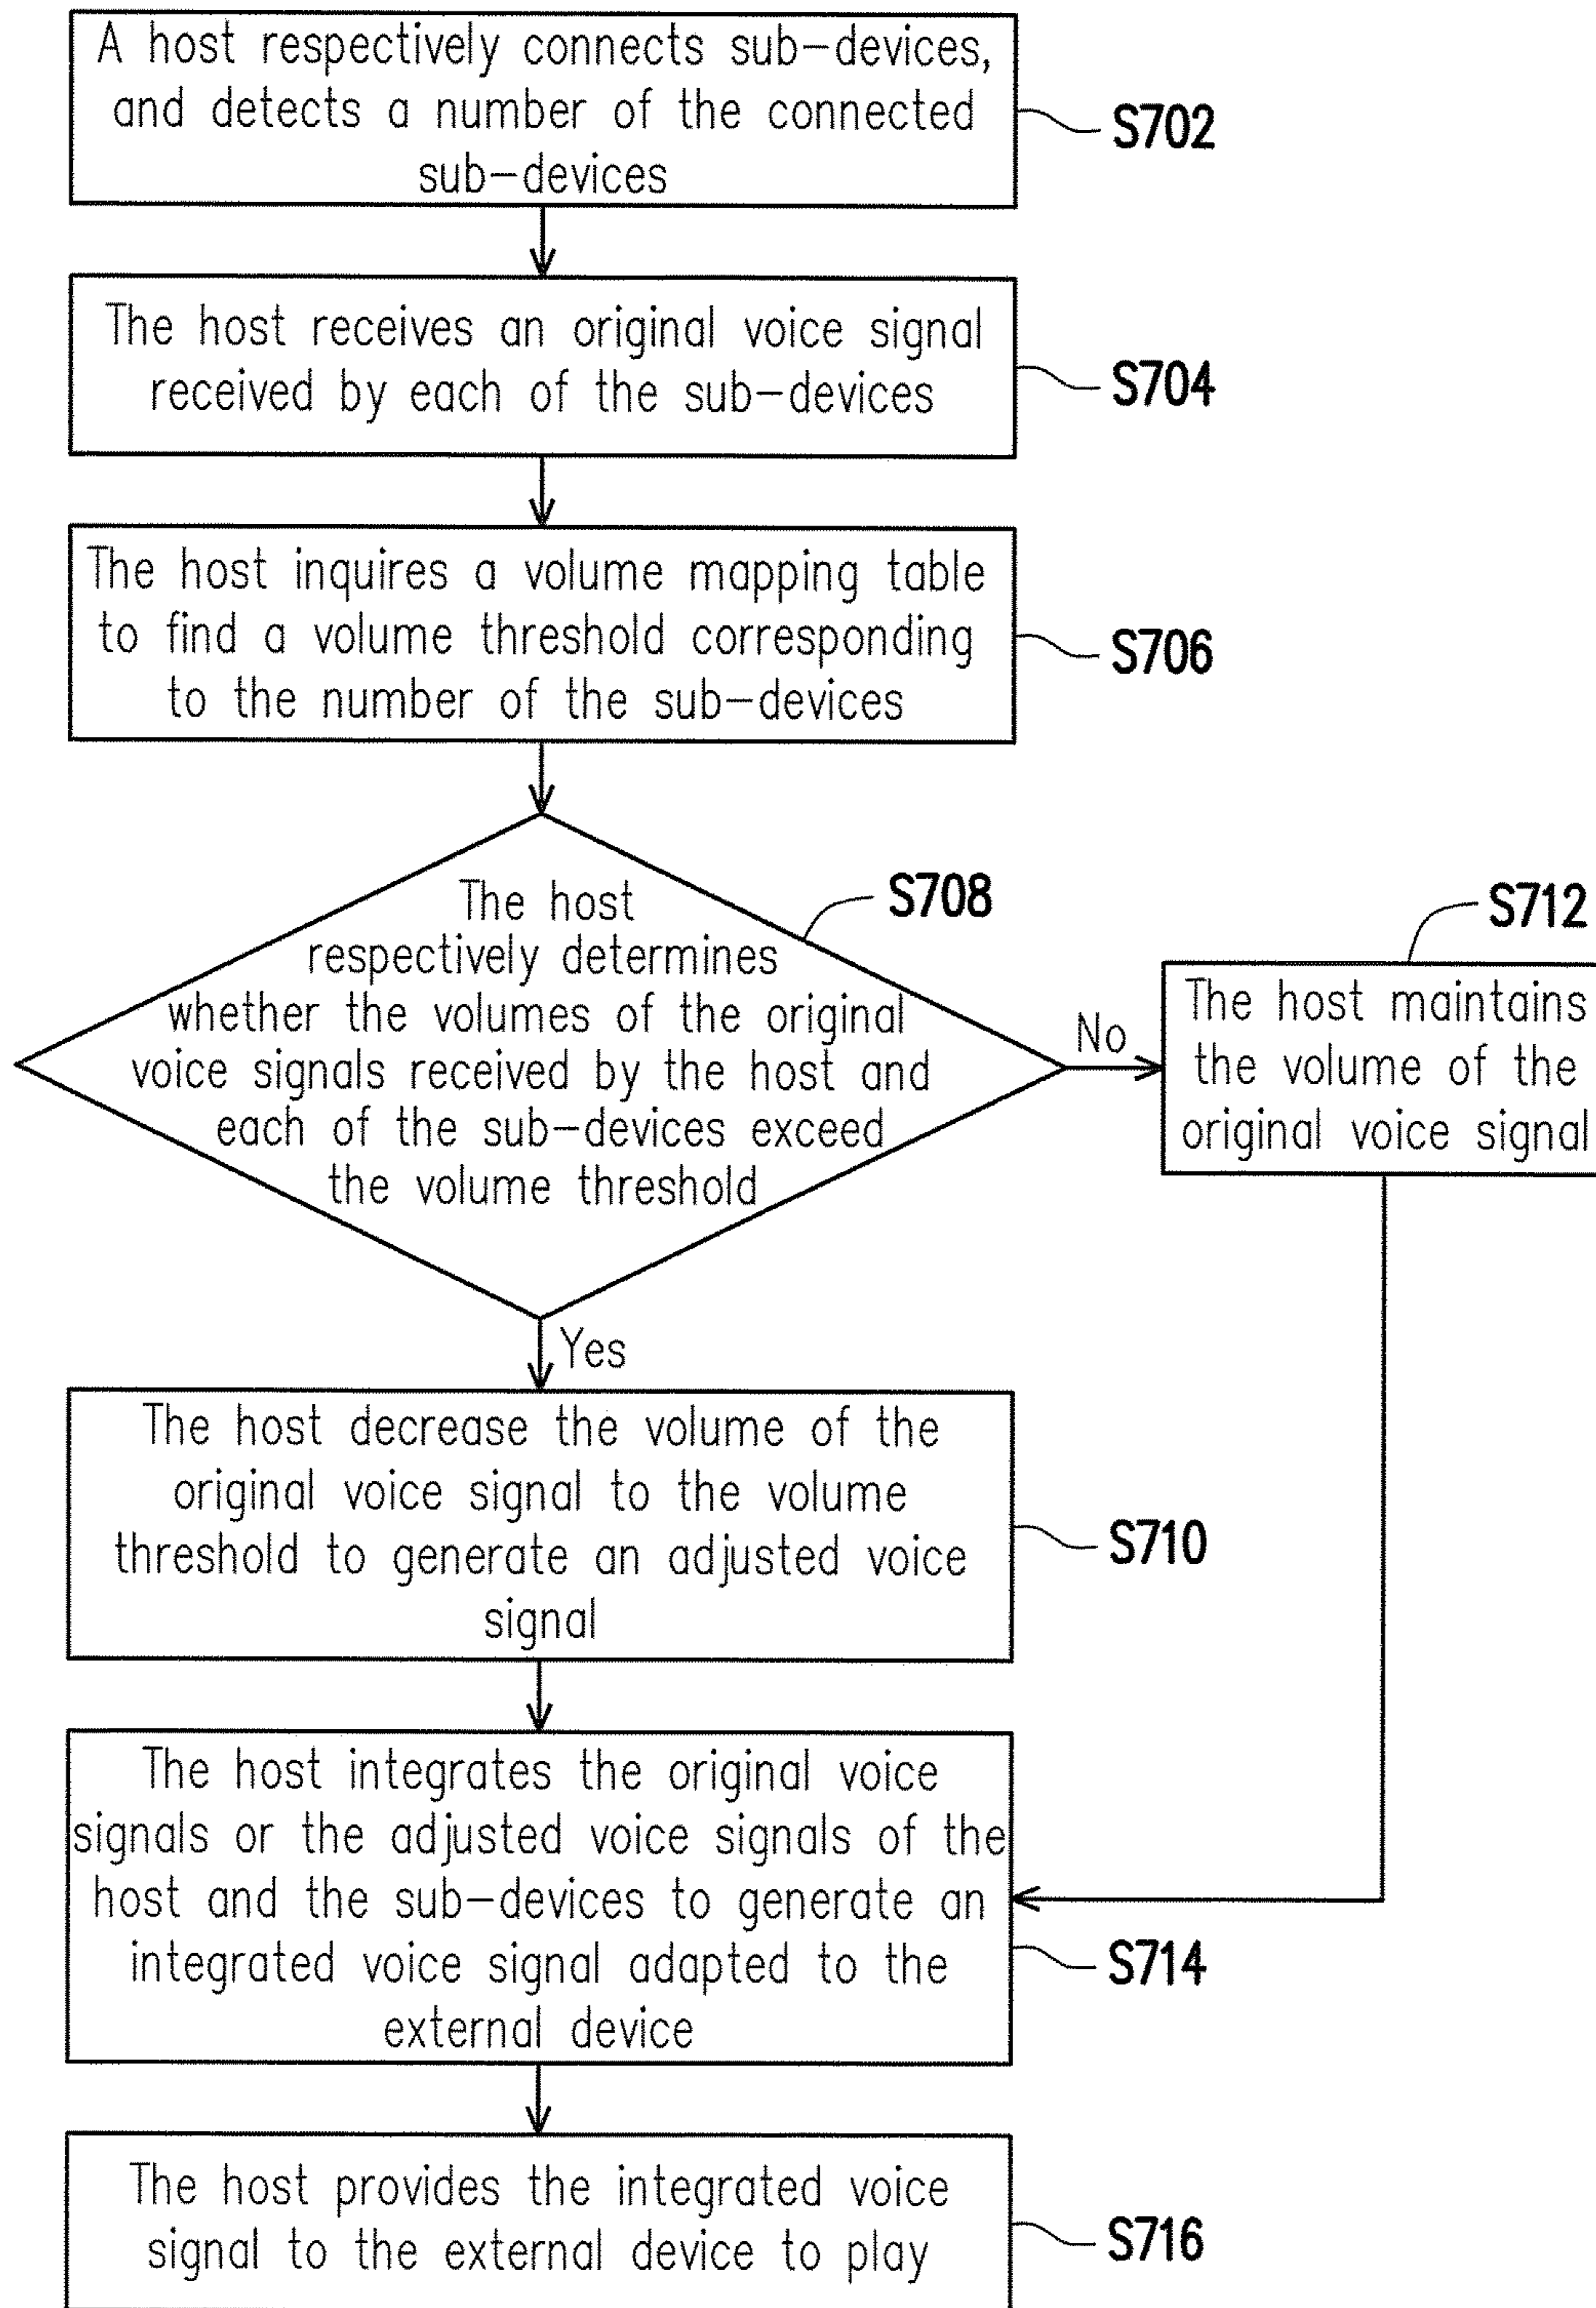 A host respectively connects sub-devices,
and detects a number of the connected
sub-devices
S702
The host receives an original voice signal
received by each of the sub-devices
S704
The host inquires a volume mapping table
to find a volume threshold corresponding
to the number of the sub-devices
S706
The host
respectively determines
whether the volumes of the original
voice signals received by the host and
each of the sub-devices exceed
the volume threshold
S708
No
S712
The host maintains
the volume of the
original voice signal
Yes
The host decrease the volume of the
original voice signal to the volume
threshold to generate an adjusted voice
signal
S710
The host integrates the original voice
signals or the adjusted voice signals of the
host and the sub-devices to generate an
integrated voice signal adapted to the
external device
S714
The host provides the integrated voice
signal to the external device to play
S716